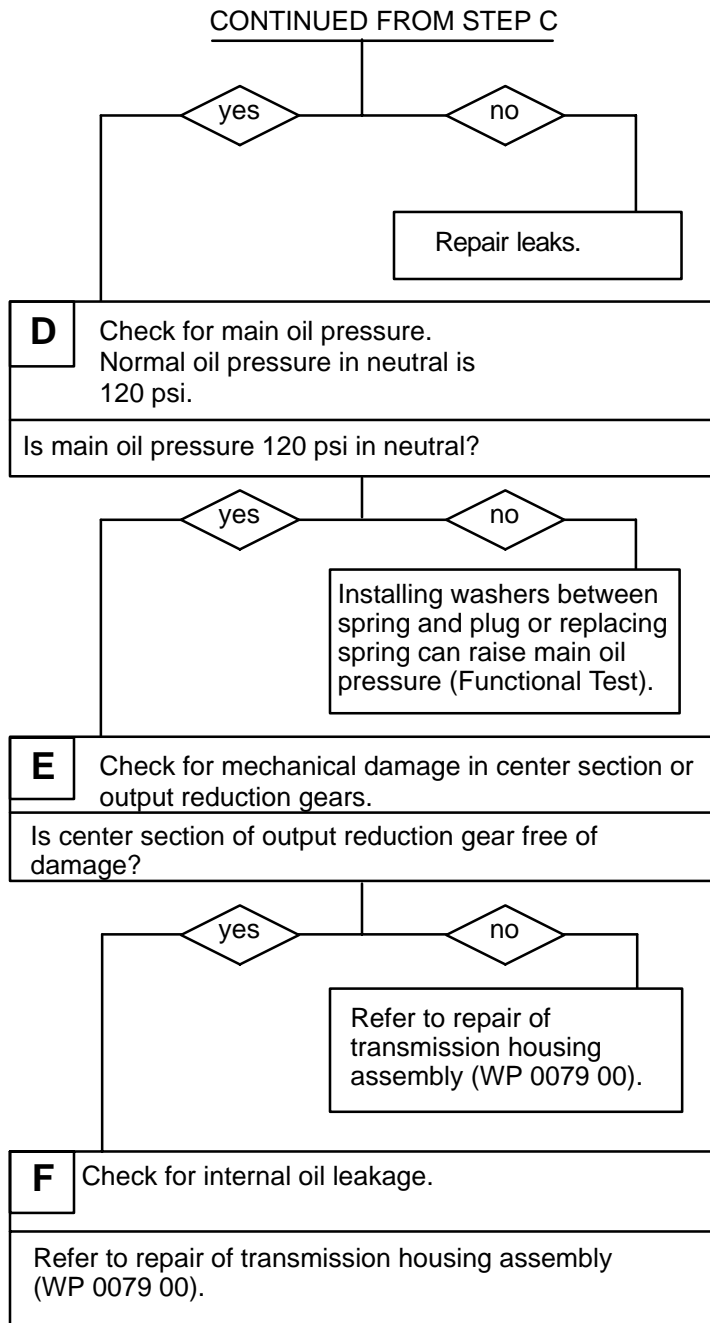 CONTINUED FROM STEP C
yes
no
Repair leaks.
D
Check for main oil pressure.
Normal oil pressure in neutral is
120 psi.
Is main oil pressure 120 psi in neutral?
yes
no
Installing washers between
spring and plug or replacing
spring can raise main oil
pressure (Functional Test).
E
Check for mechanical damage in center section or
output reduction gears.
Is center section of output reduction gear free of
damage?
yes
no
Refer to repair of
transmission housing
assembly (WP 0079 00).
F
Check for internal oil leakage.
Refer to repair of transmission housing assembly
(WP 0079 00).